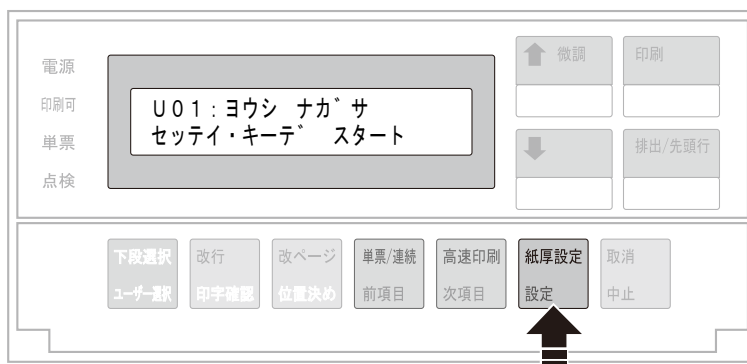 電源
印刷可
単票
点検
U01:ヨウシ ナガサ
セッテイ・キーデ スタート
微調
印刷
排出/先頭行
下段選択
ユーザー選択
改行
印字確認
改ページ
位置決め
単票/連続
前項目
高速印刷
次項目
紙厚設定
設定
取消
中止